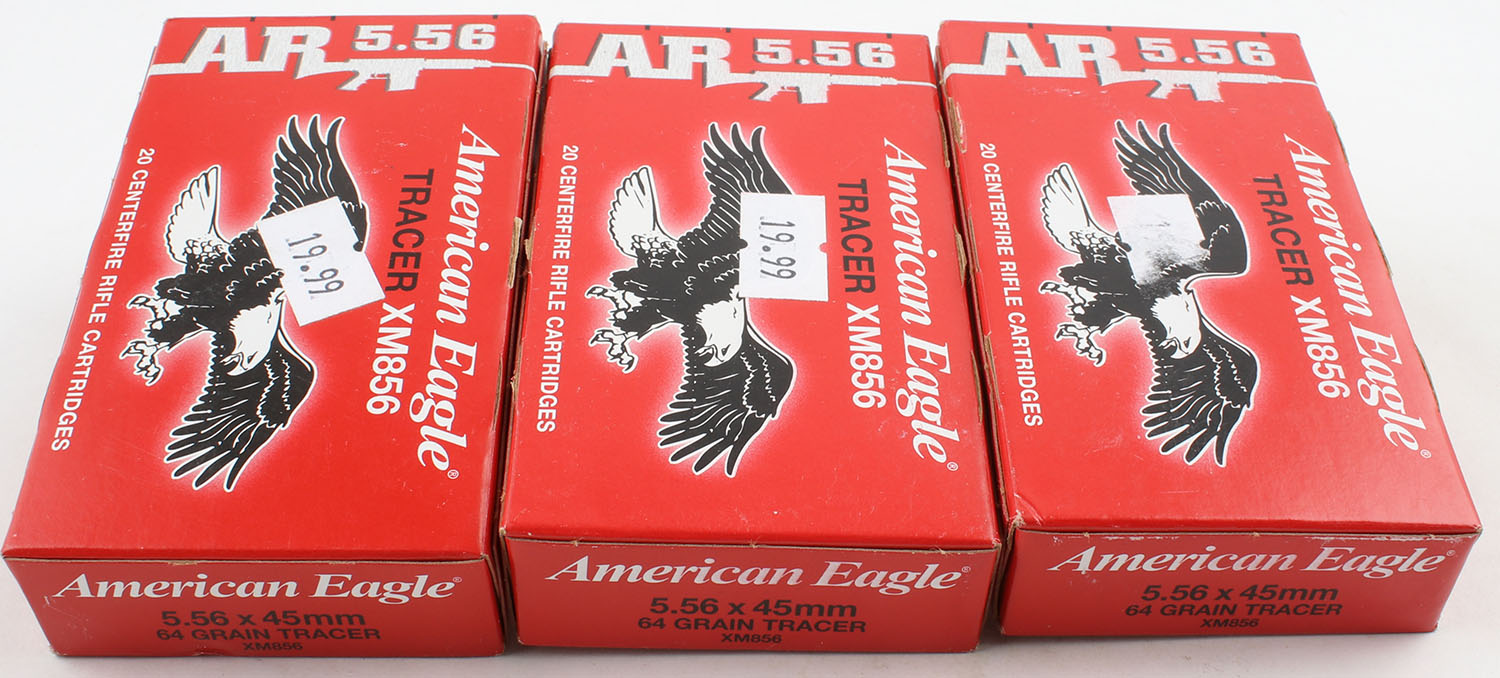 AR 5.56
American Eagle
TRACER XM856
19.99
20 CENTERFIRE RIFLE CARTRIDGES
American Eagle®
5.56 x 45mm
64 GRAIN TRACER
XM856
AR 5.56
American Eagle®
TRACER XM856
19.99
20 CENTERFIRE RIFLE CARTRIDGES
American Eagle®
5.56 x 45mm
64 GRAIN TRACER
XM856
AR 5.56
American Eagle®
TRACER XM856
20 CENTERFIRE RIFLE CARTRIDGES
American Eagle®
5.56 x 45mm
64 GRAIN TRACER
XM856